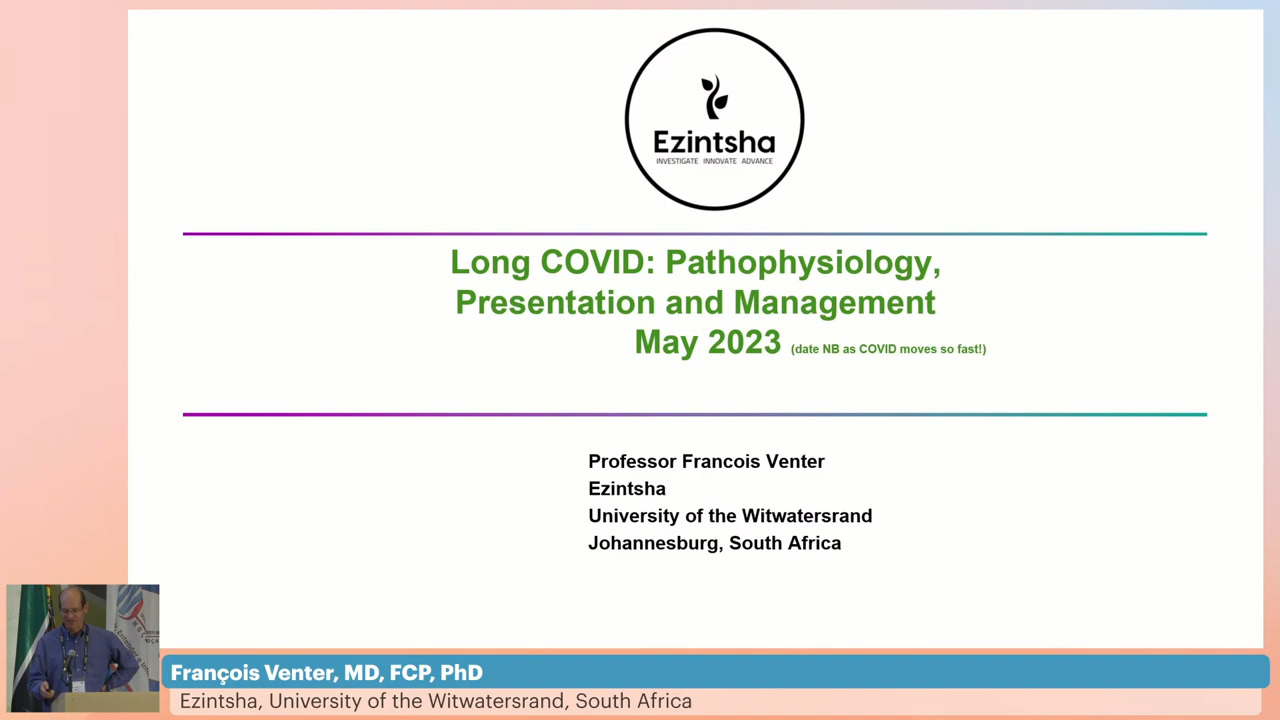 Ezintsha
INVESTIGATE INNOVATE ADVANCE
Long COVID: Pathophysiology,
Presentation and Management
May 2023 (date NB as COVID moves so fast!)
Professor Francois Venter
Ezintsha
University of the Witwatersrand
Johannesburg, South Africa
François Venter, MD, FCP, PhD
Ezintsha, University of the Witwatersrand, South Africa